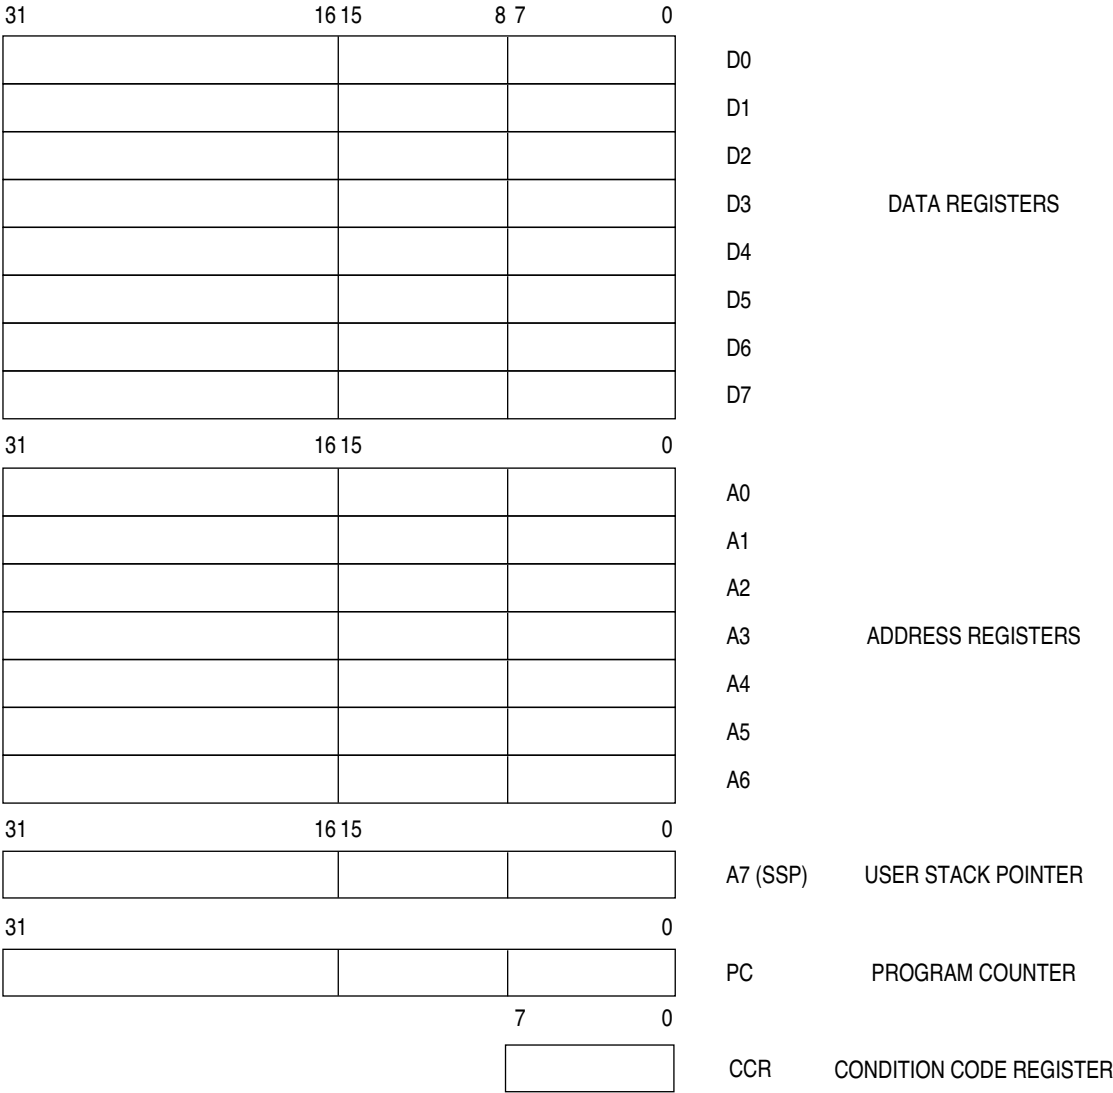 31 16 15 8 7 0
D0
D1
D2
D3 DATA REGISTERS
D4
D5
D6
D7
31 16 15 0
A0
A1
A2
A3 ADDRESS REGISTERS
A4
A5
A6
31 16 15 0
A7 (SSP) USER STACK POINTER
31 0
PC PROGRAM COUNTER
7 0
CCR CONDITION CODE REGISTER